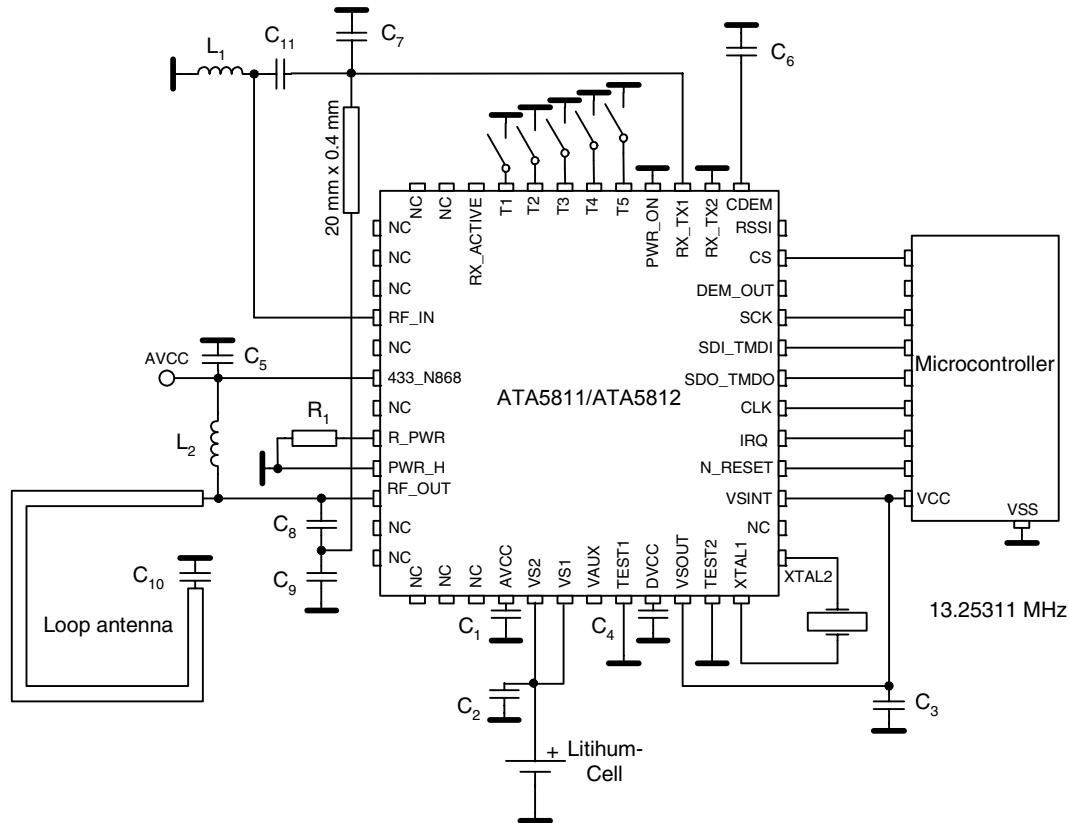 L1
C11
C7
C6
20 mm x 0.4 mm
NC
NC
RX_ACTIVE
T1
T2
T3
T4
T5
PWR_ON
RX_TX1
RX_TX2
CDEM
NC
NC
NC
RF_IN
NC
433_N868
NC
R_PWR
PWR_H
RF_OUT
NC
NC
RSSI
CS
DEM_OUT
SCK
SDI_TMDI
SDO_TMDO
CLK
IRQ
N_RESET
VSINT
NC
XTAL2
NC
NC
NC
AVCC
VS2
VS1
VAUX
TEST1
DVCC
VSOUT
TEST2
XTAL1
ATA5811/ATA5812
Microcontroller
VCC
VSS
AVCC
C5
L2
R1
C8
C9
C10
Loop antenna
C1
C4
C2
C3
13.25311 MHz
+ Litihum-
Cell